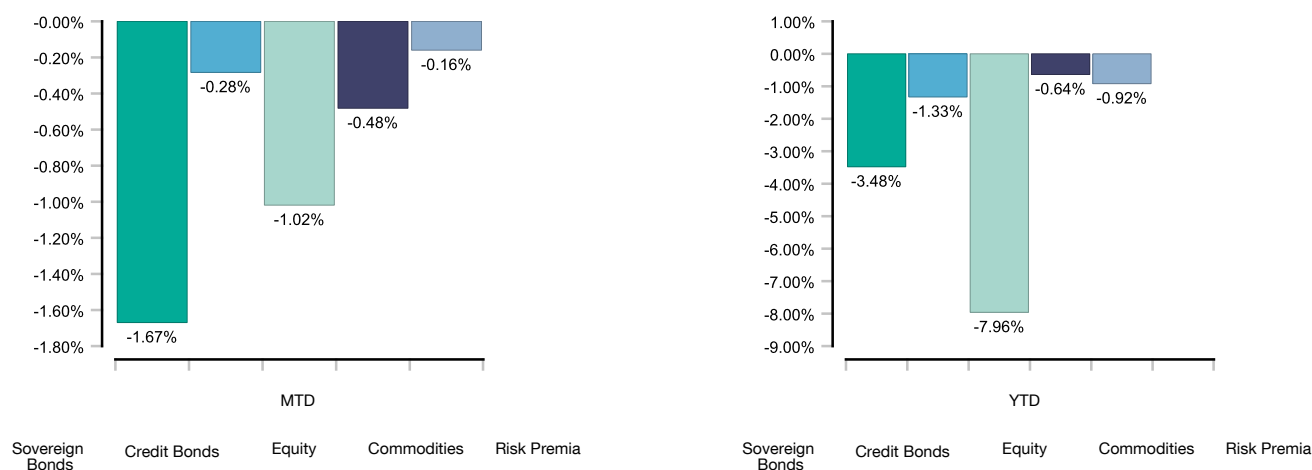 -0.00%
-0.20%
-0.40%
-0.60%
-0.80%
-1.00%
-1.20%
-1.40%
-1.60%
-1.80%
-1.67%
-0.28%
-1.02%
-0.48%
-0.16%
MTD
Sovereign
Bonds
Credit Bonds
Equity
Commodities
Risk Premia
1.00%
0.00%
-1.00%
-2.00%
-3.00%
-4.00%
-5.00%
-6.00%
-7.00%
-8.00%
-9.00%
-3.48%
-1.33%
-7.96%
-0.64%
-0.92%
YTD
Sovereign
Bonds
Credit Bonds
Equity
Commodities
Risk Premia